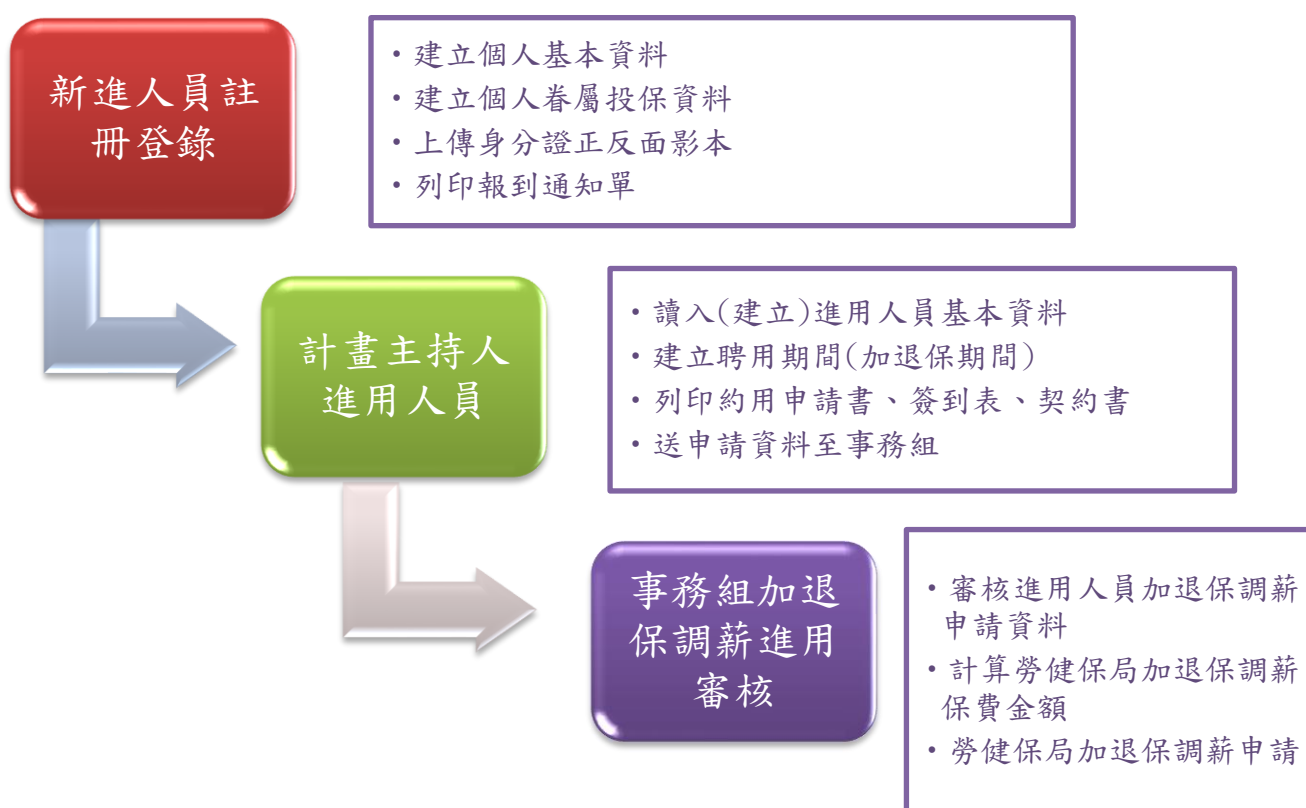 新進人員註
冊登錄
・建立個人基本資料
・建立個人眷屬投保資料
・上傳身分證正反面影本
・列印報到通知單
計畫主持人
進用人員
・讀入(建立)進用人員基本資料
・建立聘用期間(加退保期間)
・列印約用申請書、簽到表、契約書
・送申請資料至事務組
事務組加退
保調薪進用
審核
・審核進用人員加退保調薪
申請資料
・計算勞健保局加退保調薪
保費金額
・勞健保局加退保調薪申請